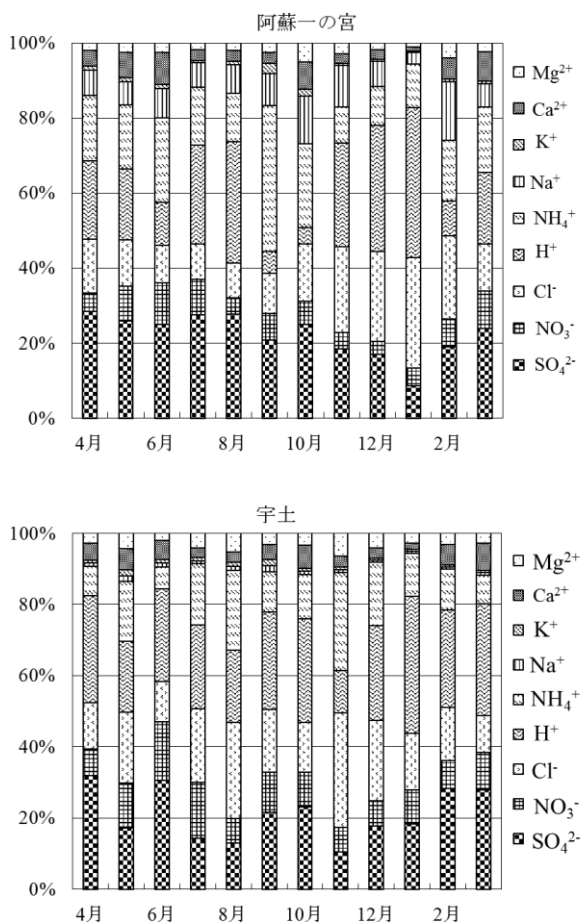 阿蘇一の宮
100%
80%
60%
40%
20%
0%
4月 6月 8月 10月 12月 2月
Mg²⁺
Ca²⁺
K⁺
Na⁺
NH₄⁺
H⁺
Cl⁻
NO₃⁻
SO₄²⁻
宇土
100%
80%
60%
40%
20%
0%
4月 6月 8月 10月 12月 2月
Mg²⁺
Ca²⁺
K⁺
Na⁺
NH₄⁺
H⁺
Cl⁻
NO₃⁻
SO₄²⁻